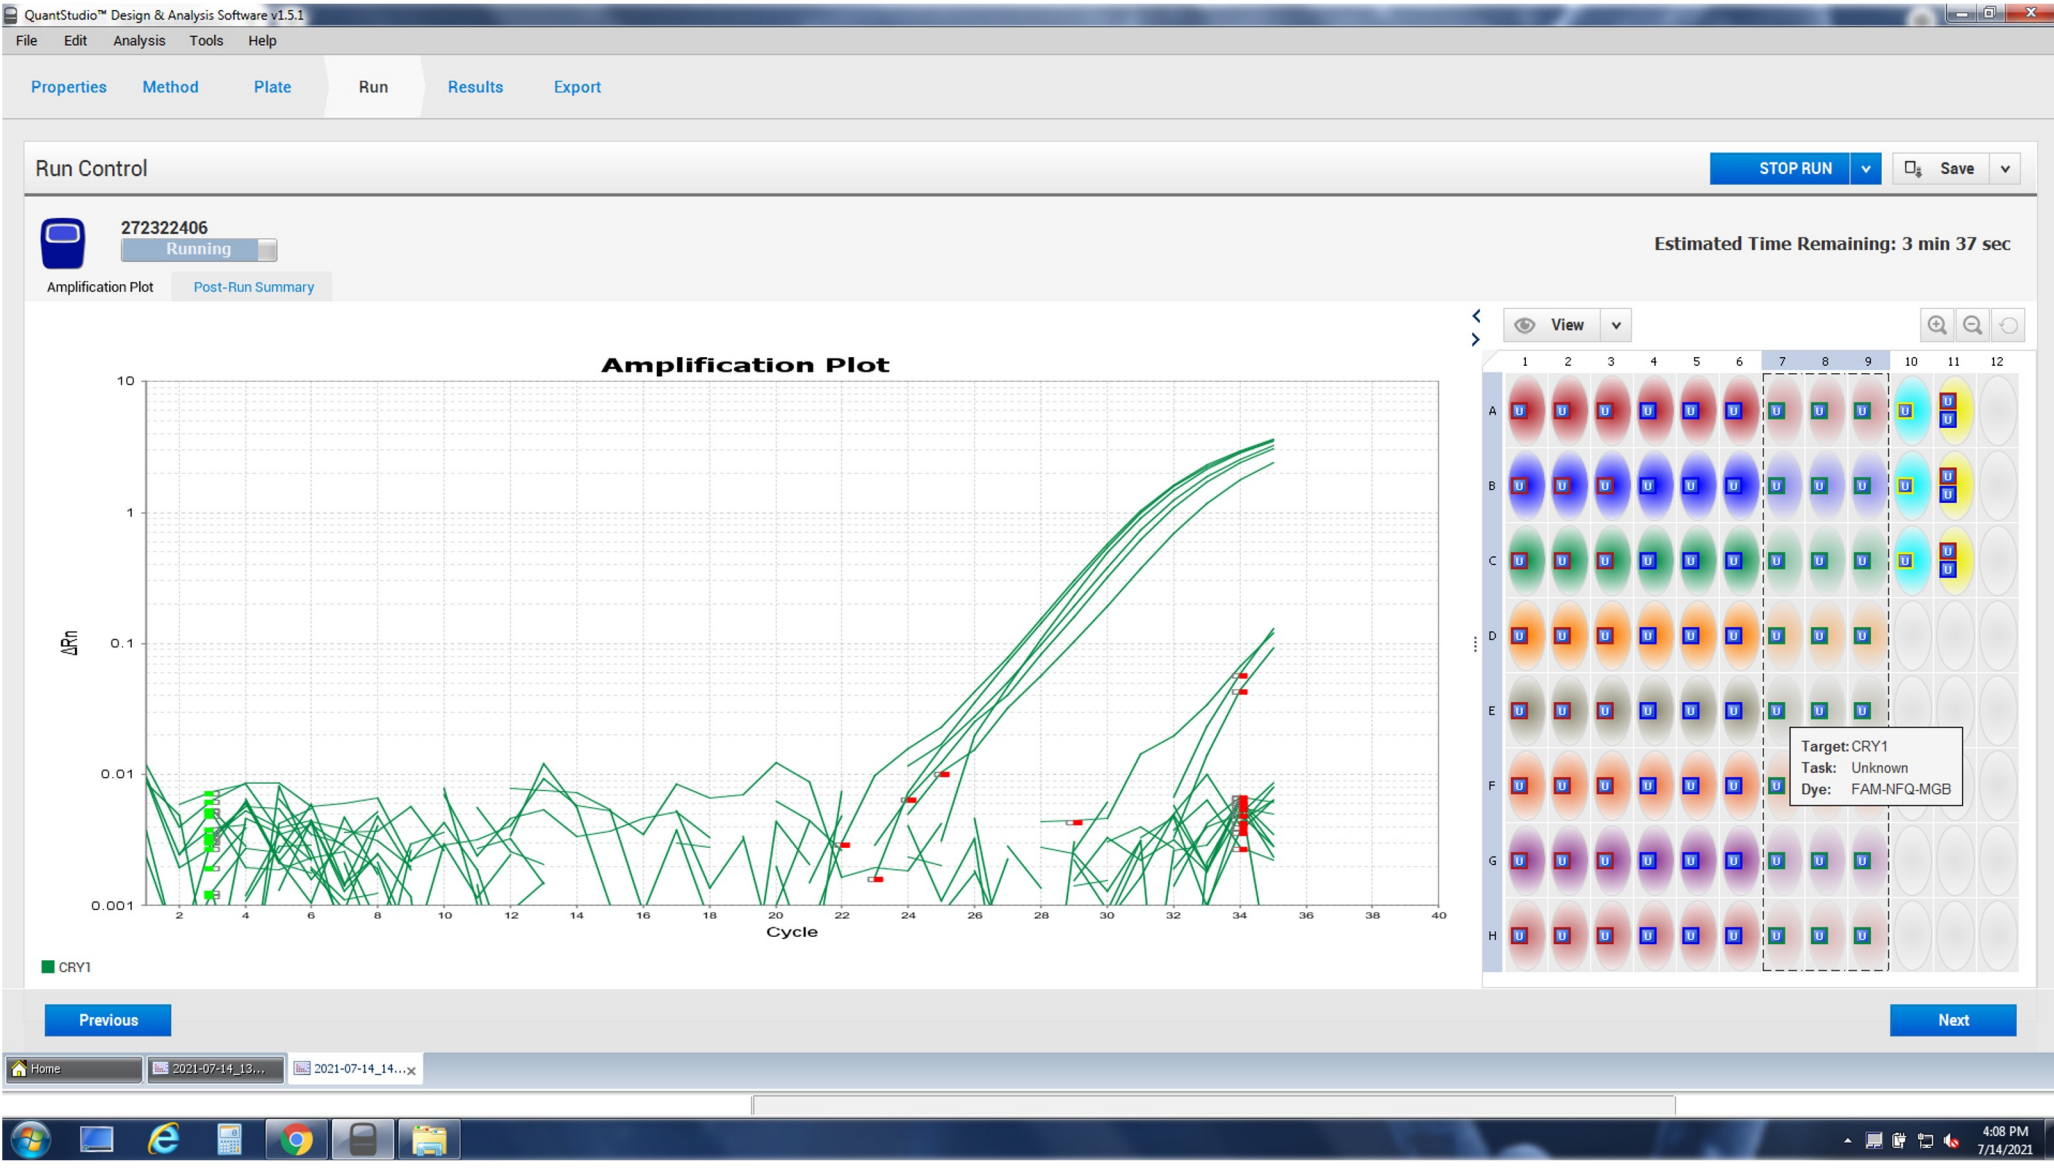 QuantStudio™ Design & Analysis Software v1.5.1
File Edit Analysis Tools Help
Properties Method Plate Run Results Export
Run Control
STOP RUN Save
272322406
Running
Estimated Time Remaining: 3 min 37 sec
Amplification Plot Post-Run Summary
View
Amplification Plot
10
1
0.1
0.01
0.001
ΔRn
2 4 6 8 10 12 14 16 18 20 22 24 26 28 30 32 34 36 38 40
Cycle
CRY1
1 2 3 4 5 6 7 8 9 10 11 12
A U U U U U U U U U U U U
B U U U U U U U U U U U U
C U U U U U U U U U U U U
D U U U U U U U U U
E U U U U U U U U U
F U U U U U U U
G U U U U U U U U U
H U U U U U U U U U
Target: CRY1
Task: Unknown
Dye: FAM-NFQ-MGB
Previous Next
Home 2021-07-14_13... 2021-07-14_14...
4:08 PM
7/14/2021